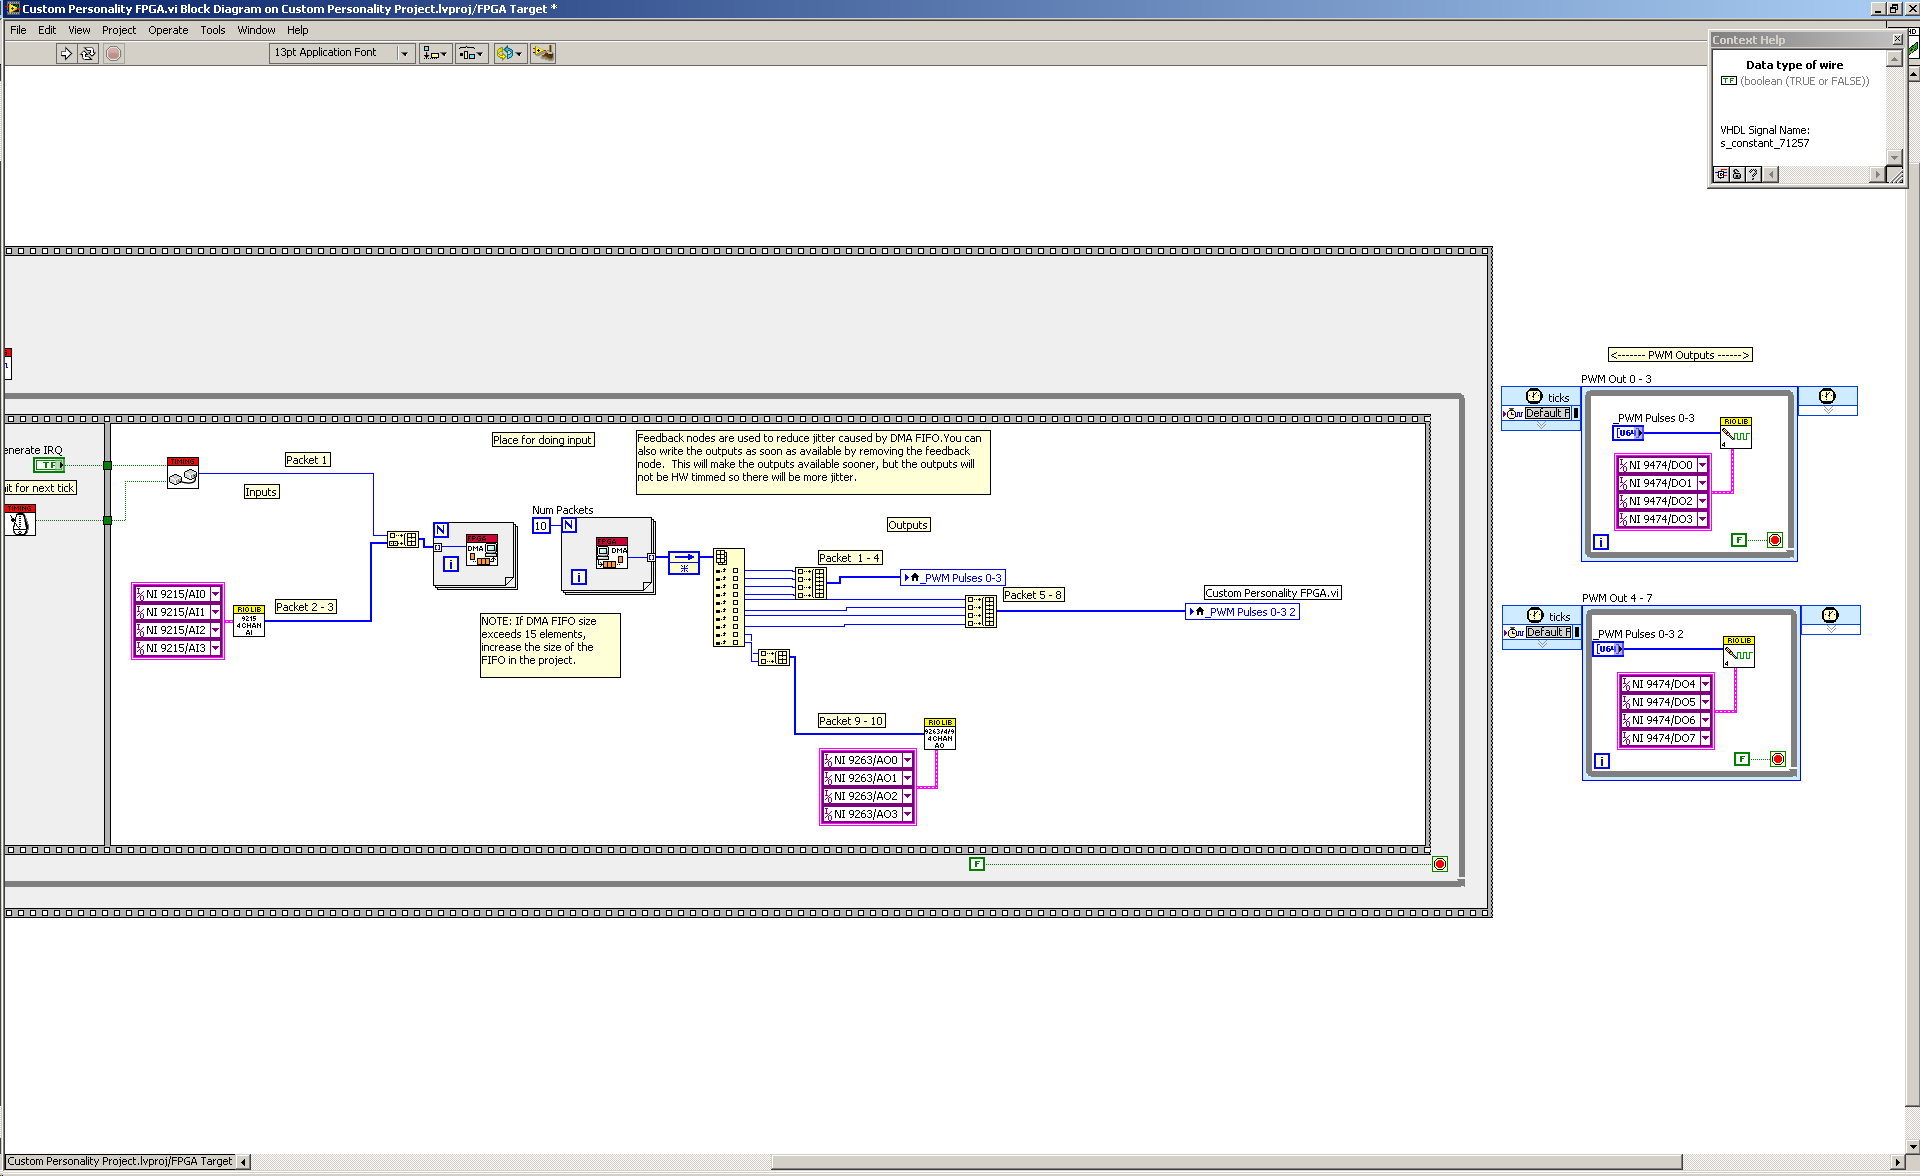 Custom Personality FPGA.vi Block Diagram on Custom Personality Project.lvproj/FPGA Target *
File Edit View Project Operate Tools Window Help
13pt Application Font
Context Help
Data type of wire
TF (boolean (TRUE or FALSE))
VHDL Signal Name:
s_constant_71257
enerate IRQ
TF
ait for next tick
TIMING
TIMING
Packet 1
Inputs
NI 9215/AI0
NI 9215/AI1
NI 9215/AI2
NI 9215/AI3
RIO LIB
9215
4 CHAN
AI
Packet 2 - 3
Place for doing input
N
i
FPGA
DMA
Num Packets
10
N
i
FPGA
DMA
Feedback nodes are used to reduce jitter caused by DMA FIFO.You can
also write the outputs as soon as available by removing the feedback
node. This will make the outputs available sooner, but the outputs will
not be HW timmed so there will be more jitter.
NOTE: If DMA FIFO size
exceeds 15 elements,
increase the size of the
FIFO in the project.
Outputs
Packet 1 - 4
_PWM Pulses 0-3
Packet 5 - 8
Custom Personality FPGA.vi
_PWM Pulses 0-3 2
Packet 9 - 10
RIO LIB
9263/4/9
4 CHAN
AO
NI 9263/AO0
NI 9263/AO1
NI 9263/AO2
NI 9263/AO3
F
<------- PWM Outputs ------>
PWM Out 0 - 3
ticks
Default F
_PWM Pulses 0-3
[U64]
RIO LIB
4
NI 9474/DO0
NI 9474/DO1
NI 9474/DO2
NI 9474/DO3
i
F
PWM Out 4 - 7
ticks
Default F
_PWM Pulses 0-3 2
[U64]
RIO LIB
4
NI 9474/DO4
NI 9474/DO5
NI 9474/DO6
NI 9474/DO7
i
F
Custom Personality Project.lvproj/FPGA Target